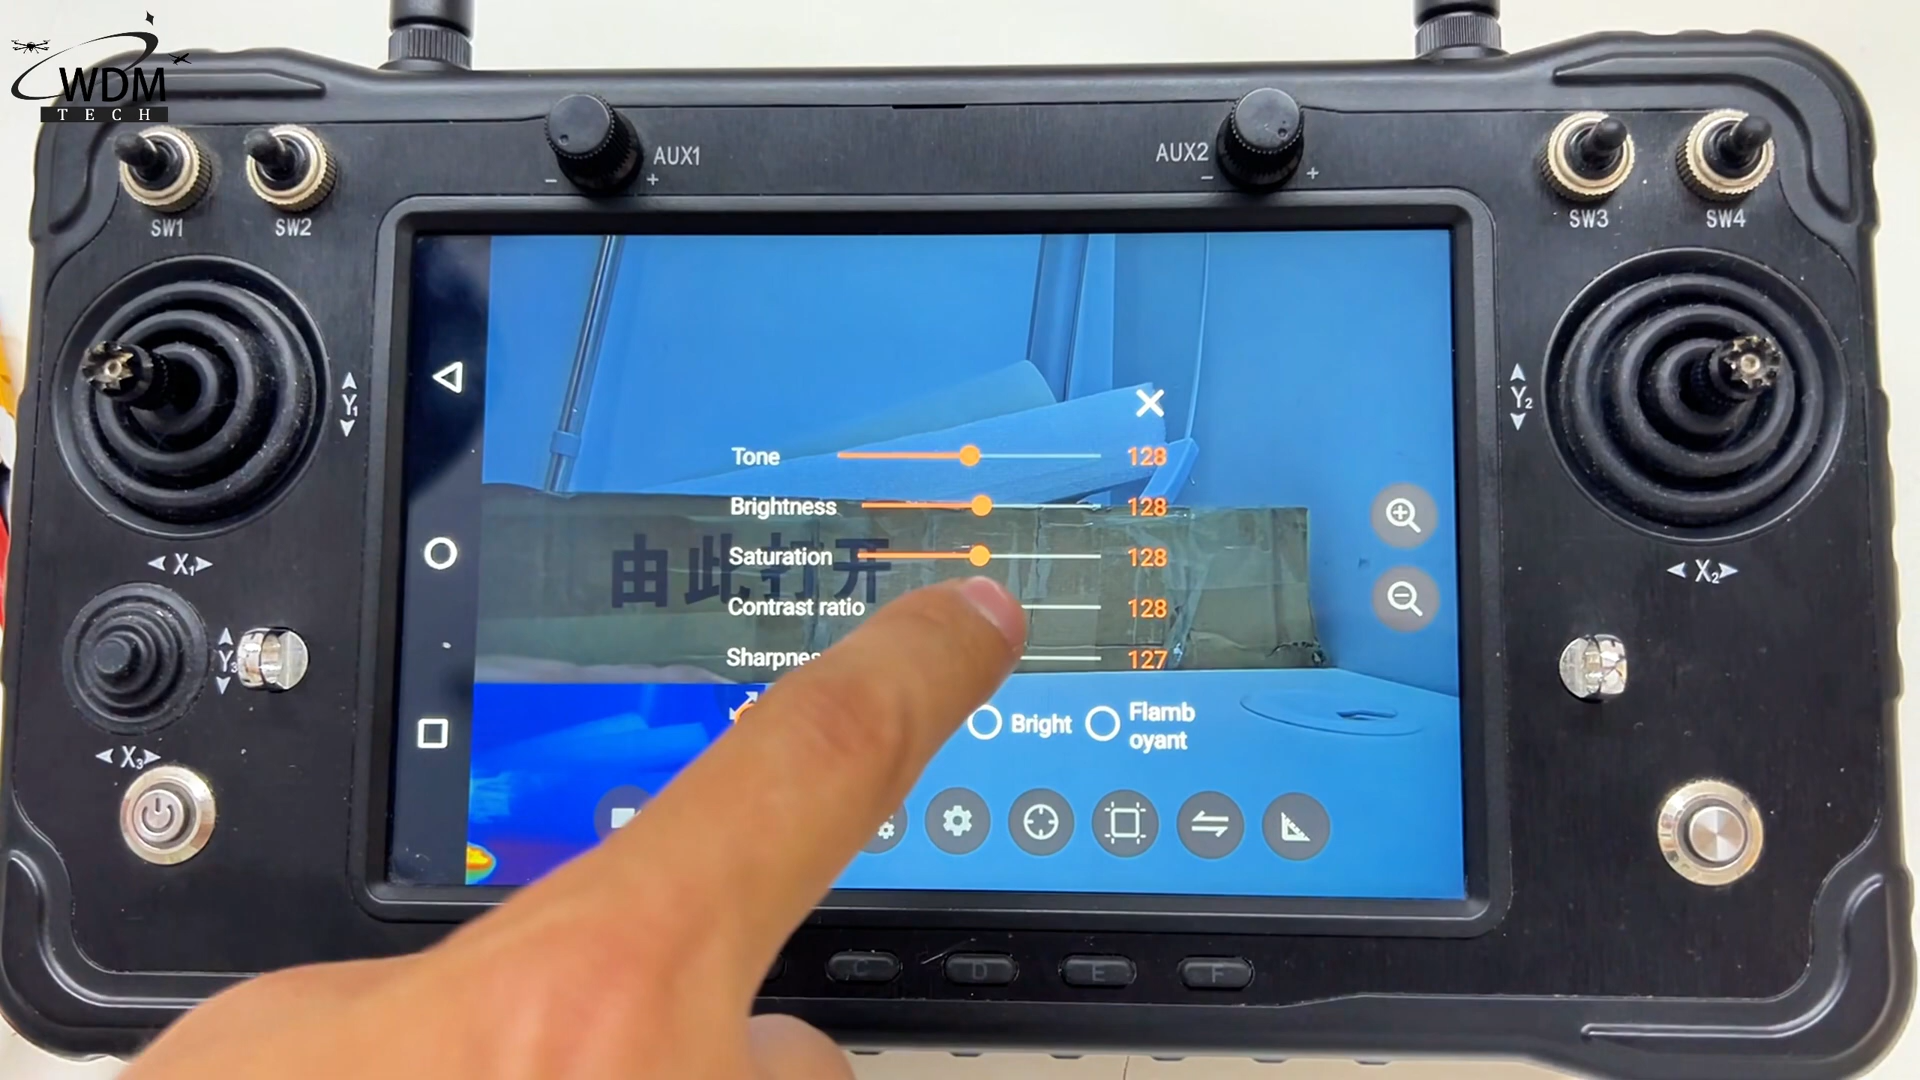 WDM
TECH
SW1
SW2
AUX1
- +
AUX2
- +
SW3
SW4
Y1
X1
Y3
X3
Y2
X2
Tone 128
Brightness 128
Saturation 128
Contrast ratio 128
Sharpnes 127
由此打开
Bright
Flamb
oyant
C
D
E
F